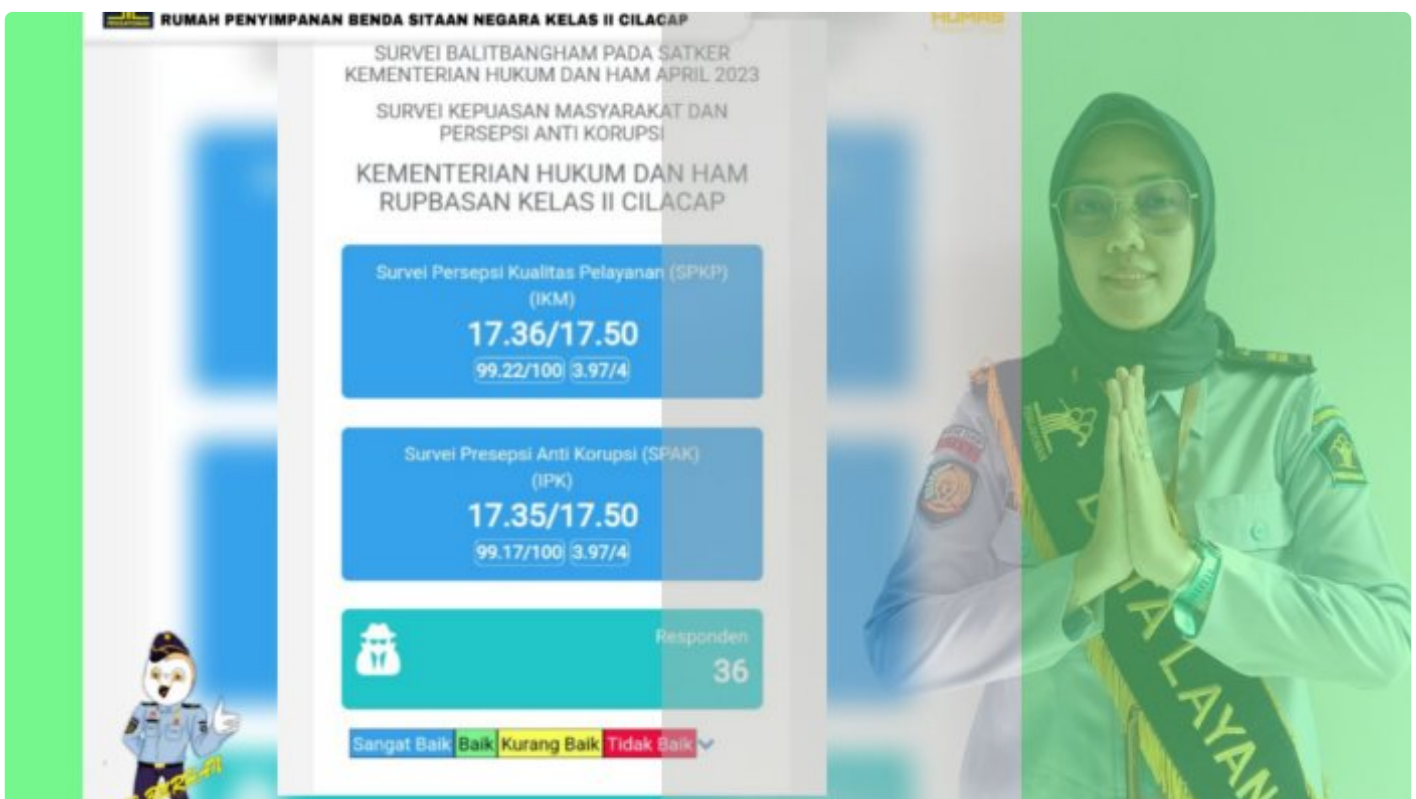 RUMAH PENYIMPANAN BENDA SITAAN NEGARA KELAS II CILACAP
HUMAS
SURVEI BALITBANGHAM PADA SATKER
KEMENTERIAN HUKUM DAN HAM APRIL 2023
SURVEI KEPUASAN MASYARAKAT DAN
PERSEPSI ANTI KORUPSI
KEMENTERIAN HUKUM DAN HAM
RUPBASAN KELAS II CILACAP
Survei Persepsi Kualitas Pelayanan (SPKP)
(IKM)
17.36/17.50
99.22/100 3.97/4
Survei Presepsi Anti Korupsi (SPAK)
(IPK)
17.35/17.50
99.17/100 3.97/4
Responden
36
Sangat Baik Baik Kurang Baik Tidak Baik
LAYAN